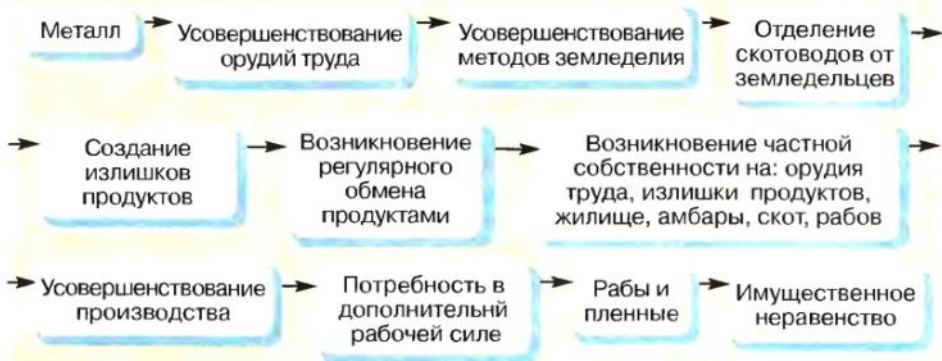 Металл
Усовершенствование
орудий труда
Усовершенствование
методов земледелия
Отделение
скотоводов от
земледельцев
Создание
излишков
продуктов
Возникновение
регулярного
обмена
продуктами
Возникновение частной
собственности на: орудия
труда, излишки продуктов,
жилище, амбары, скот, рабов
Усовершенствование
производства
Потребность в
дополнительнй
рабочей силе
Рабы и
пленные
Имущественное
неравенство